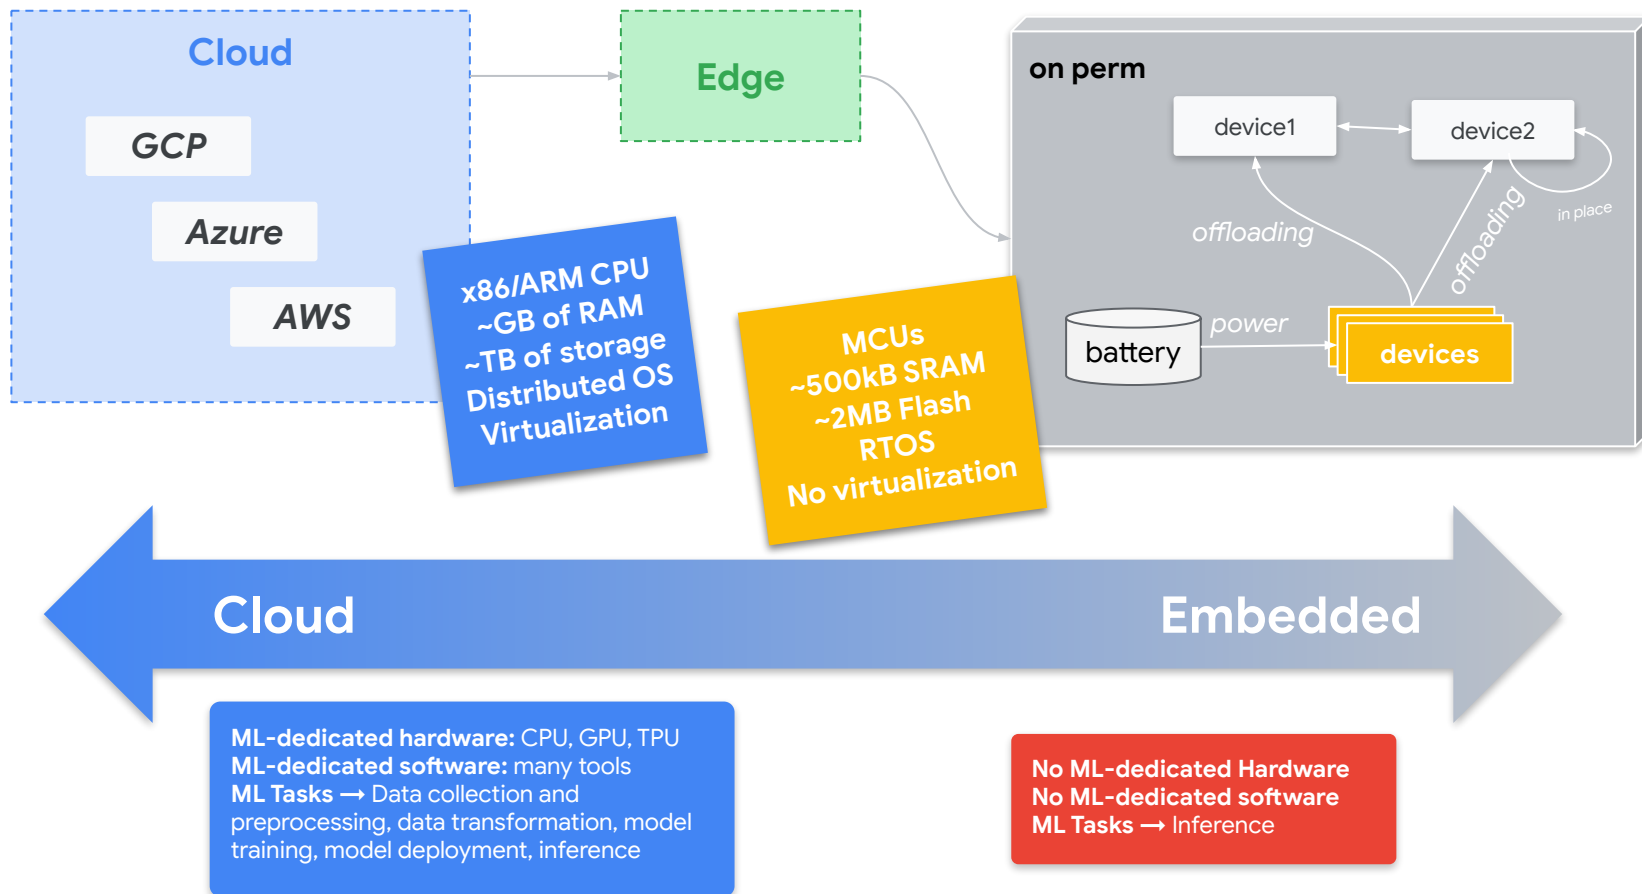 Cloud
GCP
Azure
AWS
Edge
on perm
device1
device2
in place
offloading
offloading
power
battery
devices
x86/ARM CPU
~GB of RAM
~TB of storage
Distributed OS
Virtualization
MCUs
~500kB SRAM
~2MB Flash
RTOS
No virtualization
Cloud
Embedded
ML-dedicated hardware: CPU, GPU, TPU
ML-dedicated software: many tools
ML Tasks → Data collection and
preprocessing, data transformation, model
training, model deployment, inference
No ML-dedicated Hardware
No ML-dedicated software
ML Tasks → Inference